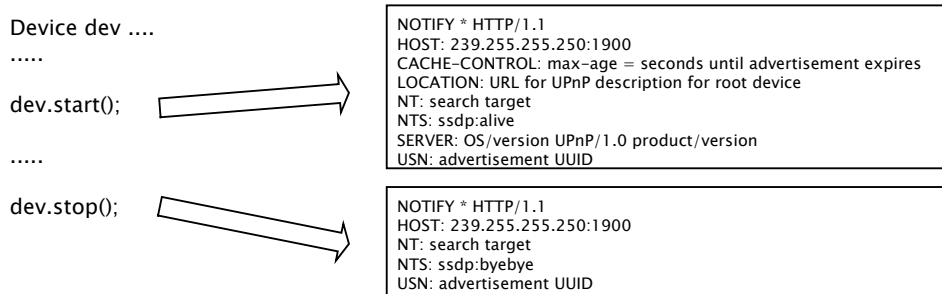 Device dev ....
.....
dev.start();
.....
dev.stop();
NOTIFY * HTTP/1.1
HOST: 239.255.255.250:1900
CACHE-CONTROL: max-age = seconds until advertisement expires
LOCATION: URL for UPnP description for root device
NT: search target
NTS: ssdp:alive
SERVER: OS/version UPnP/1.0 product/version
USN: advertisement UUID
NOTIFY * HTTP/1.1
HOST: 239.255.255.250:1900
NT: search target
NTS: ssdp:byebye
USN: advertisement UUID